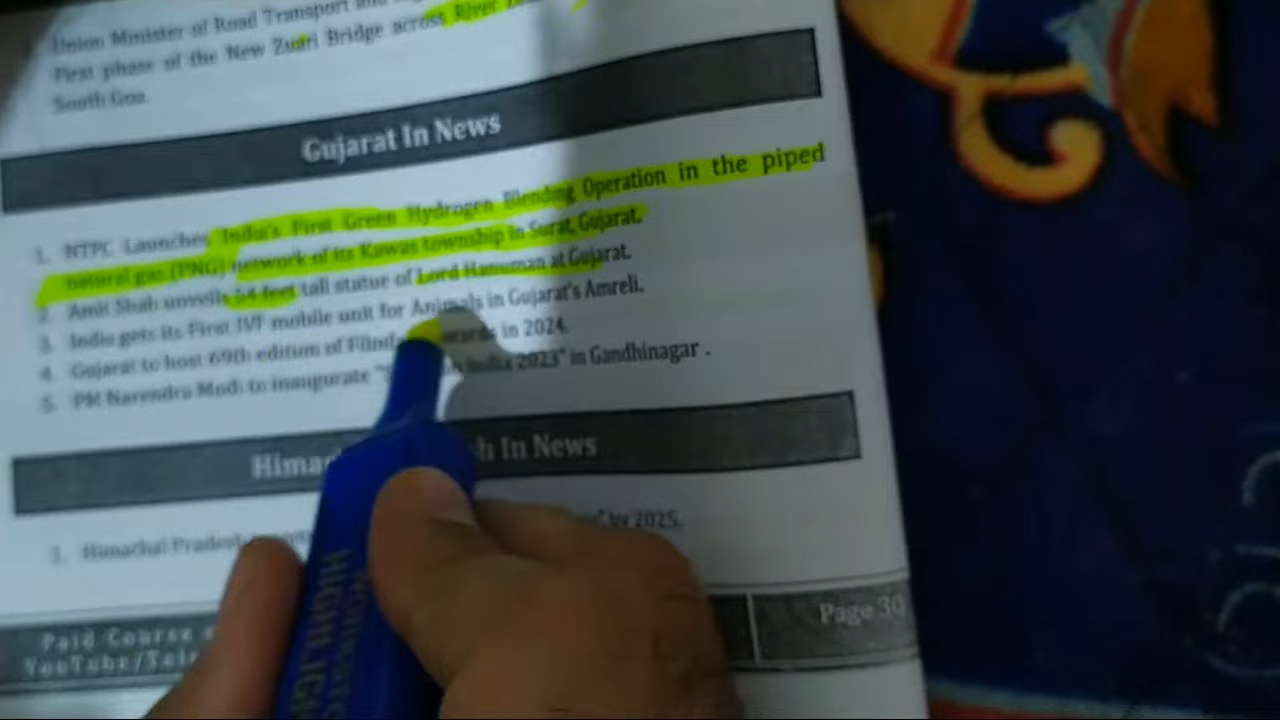 Union Minister of Road Transport and
First phase of the New Zuari Bridge across River
South Goa.
Gujarat In News
1. NTPC Launches India's First Green Hydrogen Blending Operation in the piped
natural gas (PNG) network of its Kawas township in Surat, Gujarat.
2. Amit Shah unveils 54 feet tall statue of Lord Hanuman at Gujarat.
3. India gets its First IVF mobile unit for Animals in Gujarat's Amreli.
4. Gujarat to host 69th edition of in 2024.
5. PM Narendra Modi to inaugurate India 2023" in Gandhinagar .
In News
1. Himachal Pradesh by 2025.
Paid Course
YouTube/
Page 30
HIGHLIGH